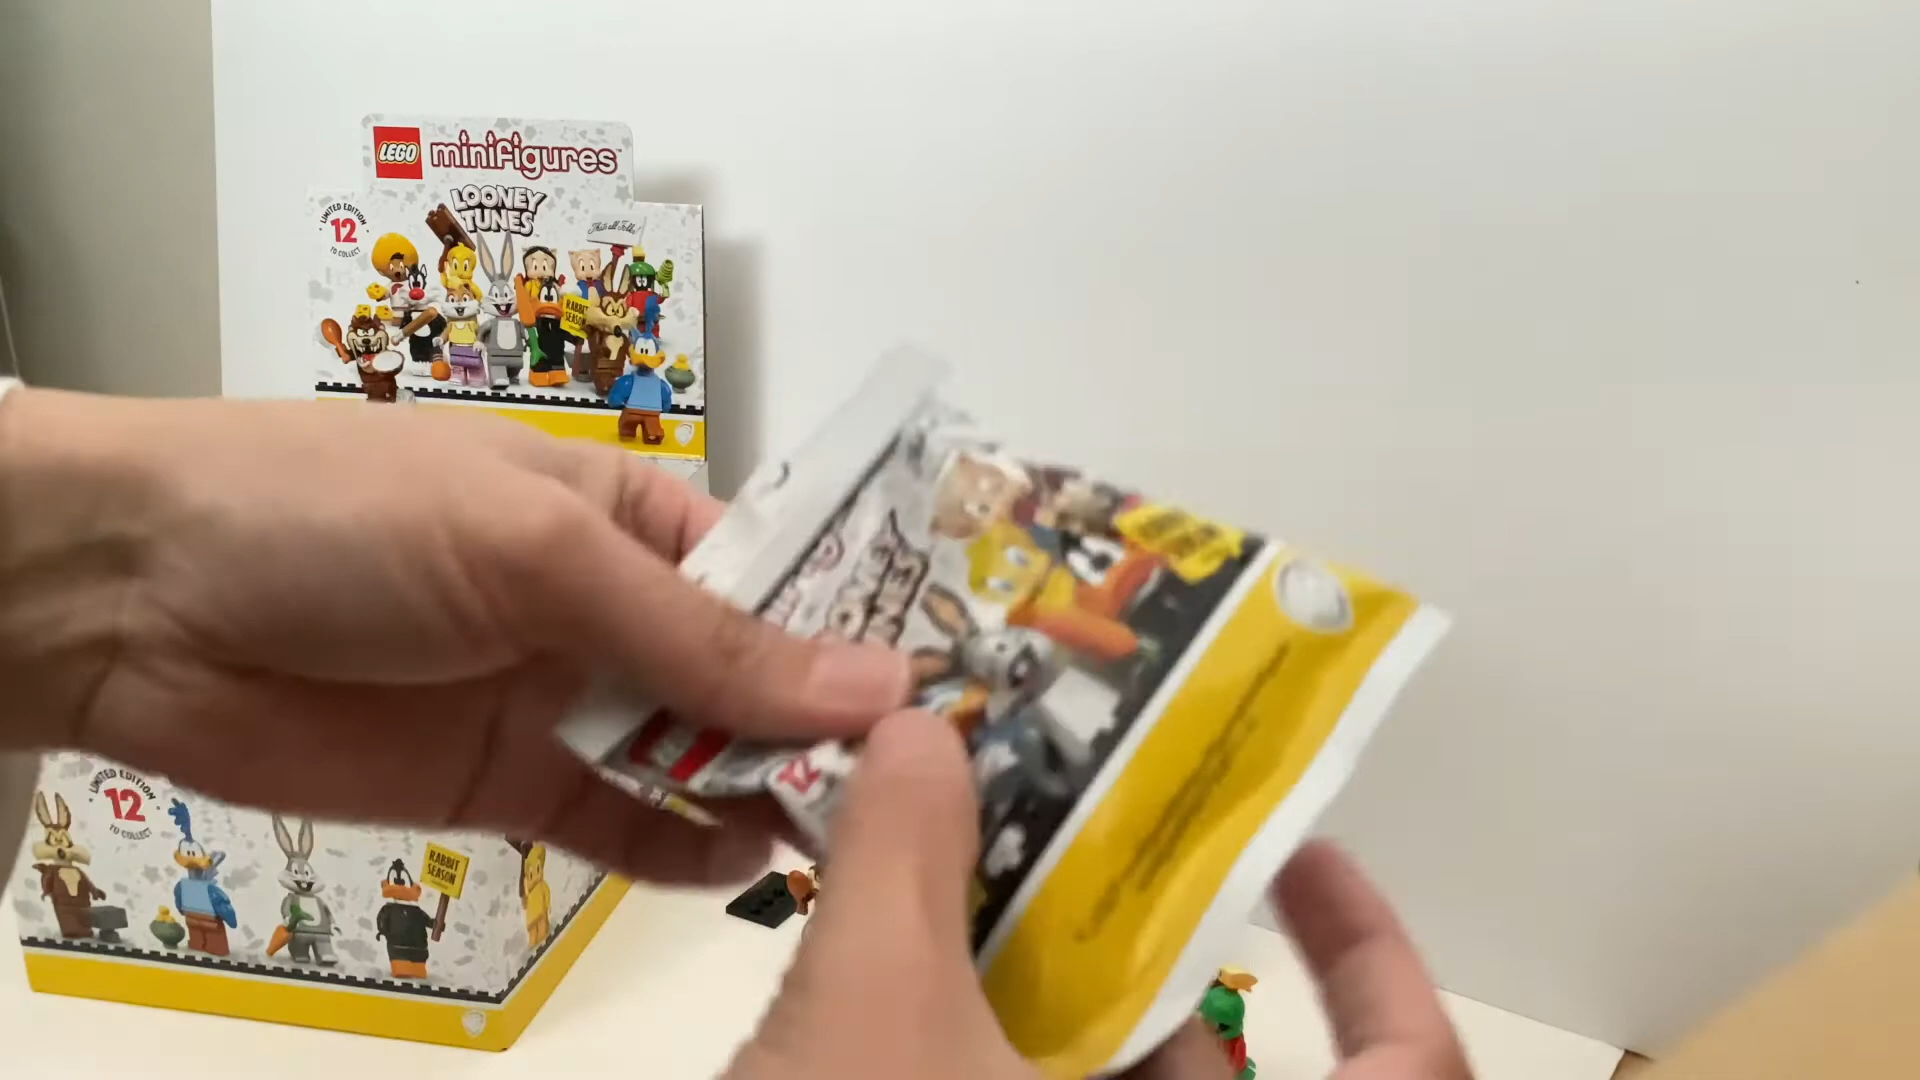 LEGO minifigures
LOONEY
TUNES
LIMITED EDITION
12
TO COLLECT
That's all Folks!
RABBIT
SEASON
LIMITED EDITION
12
TO COLLECT
RABBIT
SEASON
12